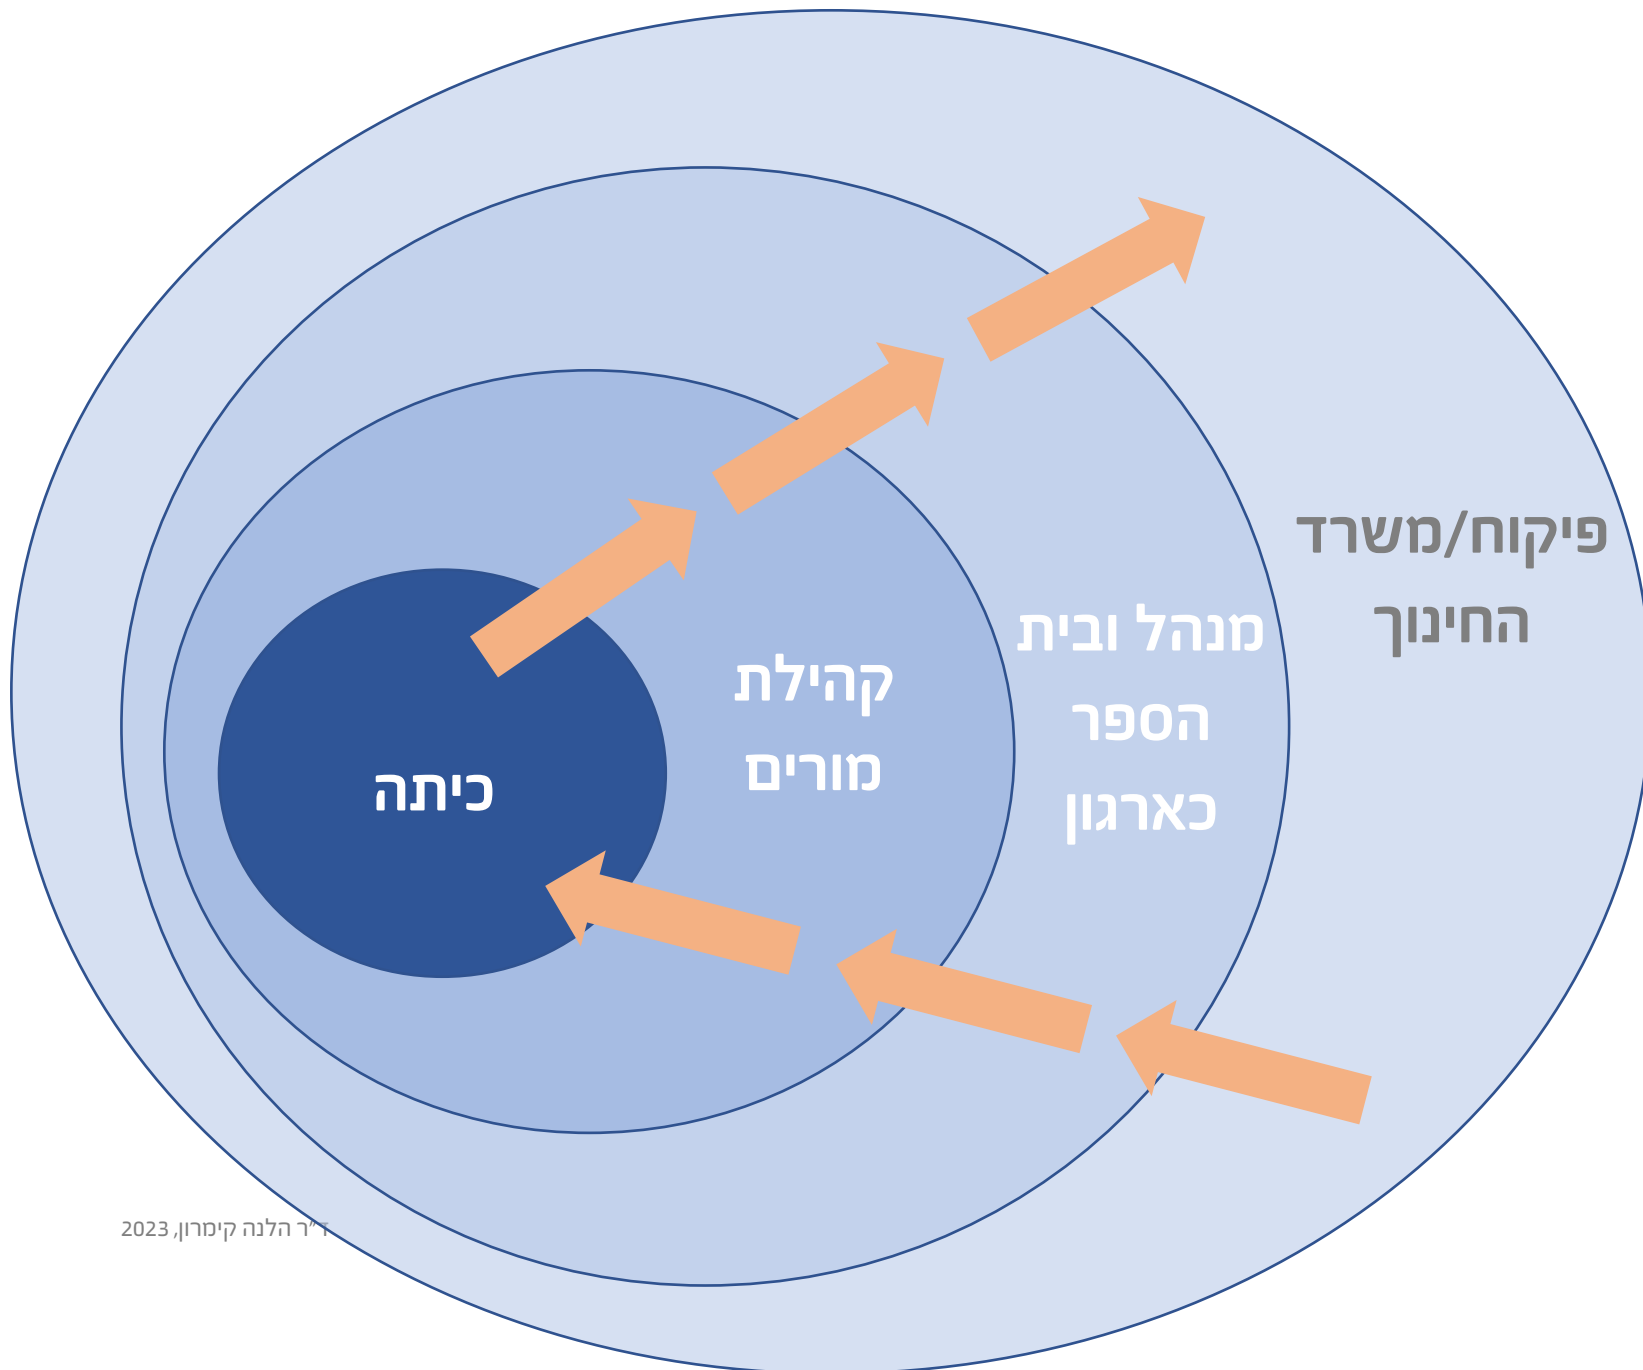 פיקוח/משרד
החינוך
מנהל ובית
הספר
כארגון
קהילת
מורים
כיתה
ד"ר הלנה קימרון, 2023